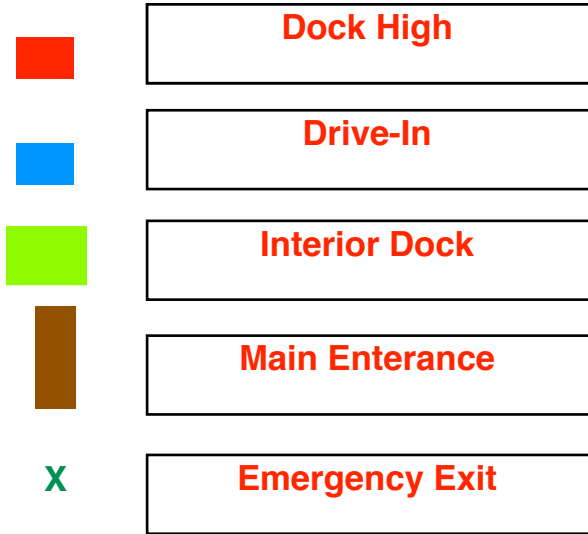 Dock High
Drive-In
Interior Dock
Main Enterance
X
Emergency Exit